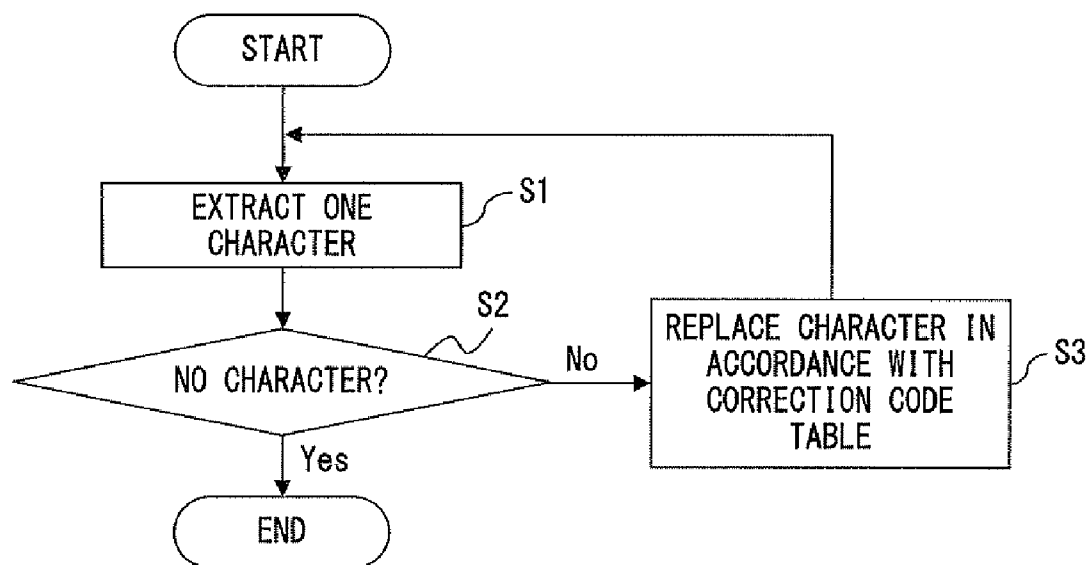 START
EXTRACT ONE
CHARACTER
S1
S2
NO CHARACTER?
No
Yes
REPLACE CHARACTER IN
ACCORDANCE WITH
CORRECTION CODE
TABLE
S3
END